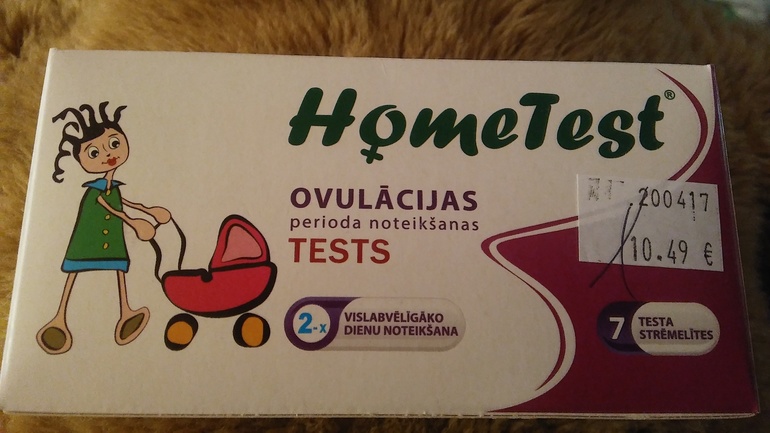 HomeTest®
OVULĀCIJAS
perioda noteikšanas
TESTS
200417
10.49 €
2-x
VISLABVĒLĪGĀKO
DIENU NOTEIKŠANA
7
TESTA
STRĒMELĪTES